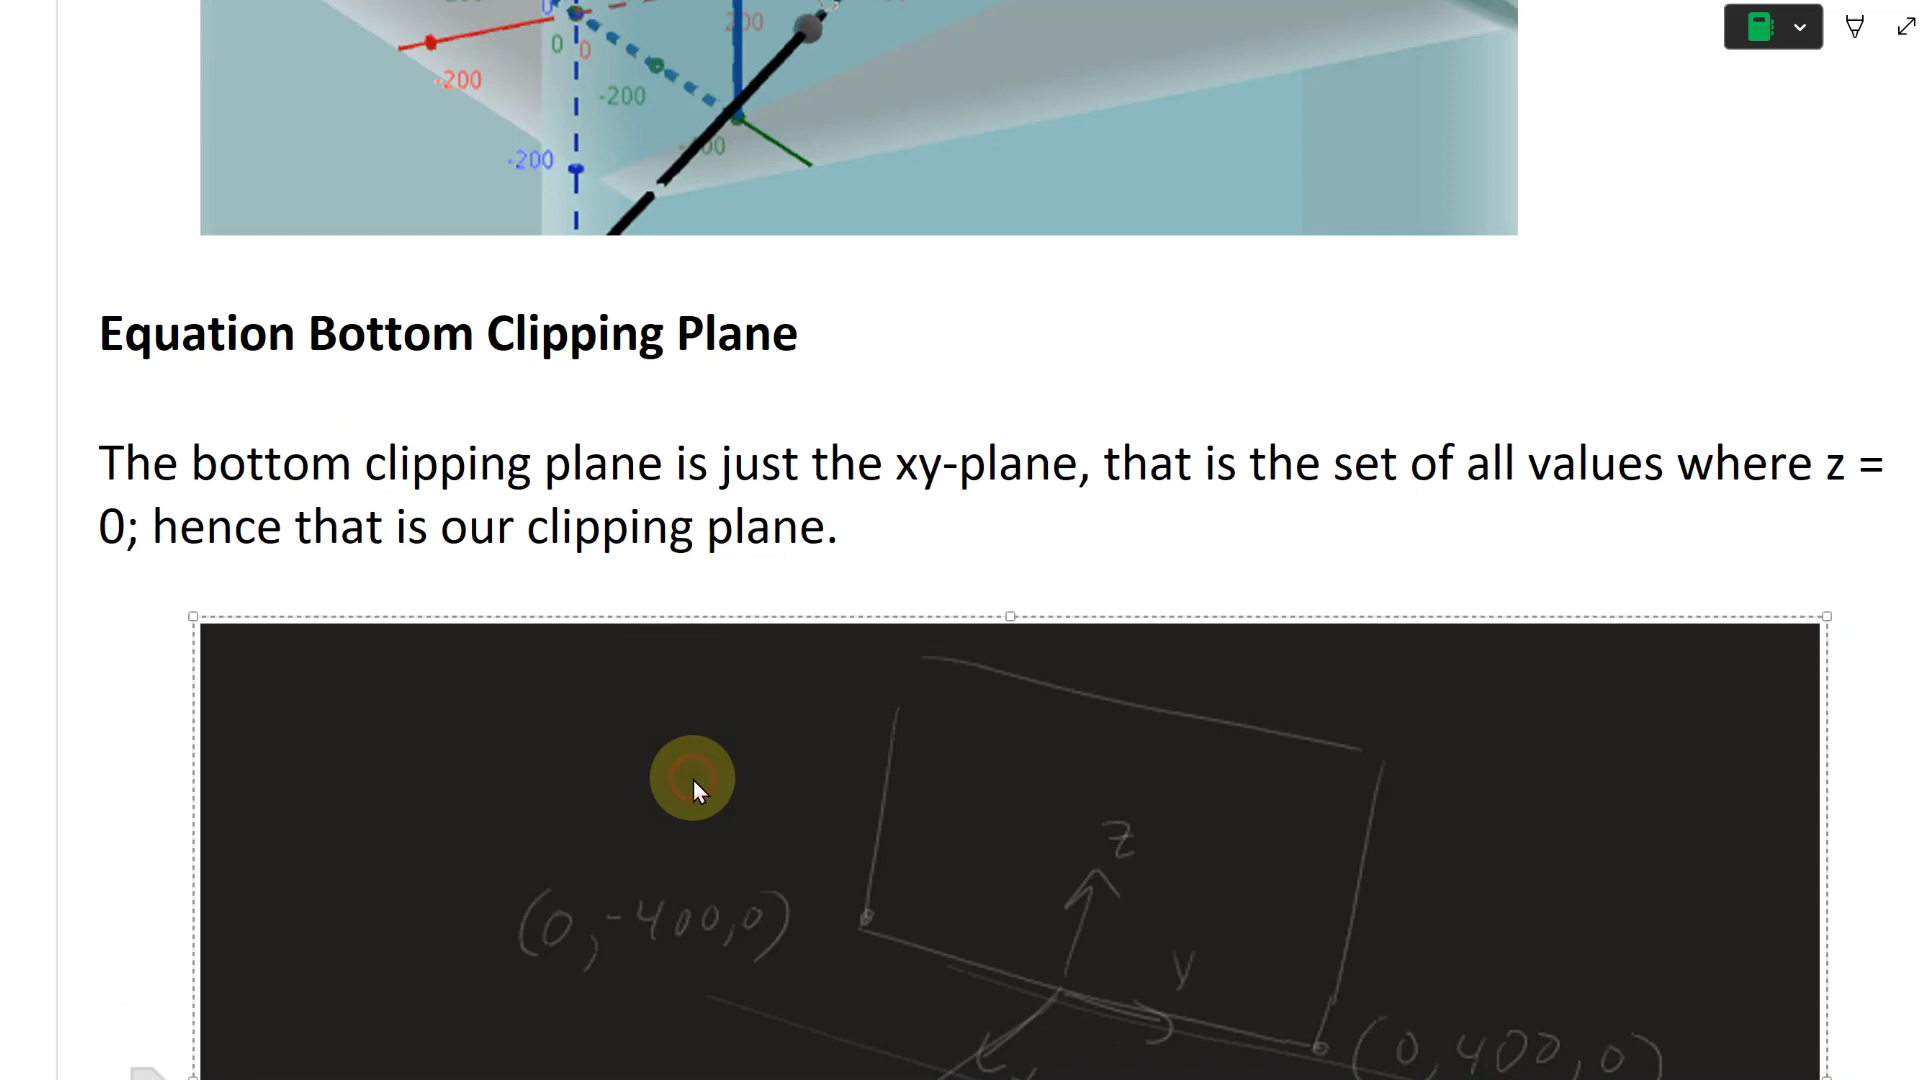 0
200
0
0
-200
-200
-200
Equation Bottom Clipping Plane
The bottom clipping plane is just the xy-plane, that is the set of all values where z =
0; hence that is our clipping plane.
z
(0,-400,0)
y
(0,400,0)